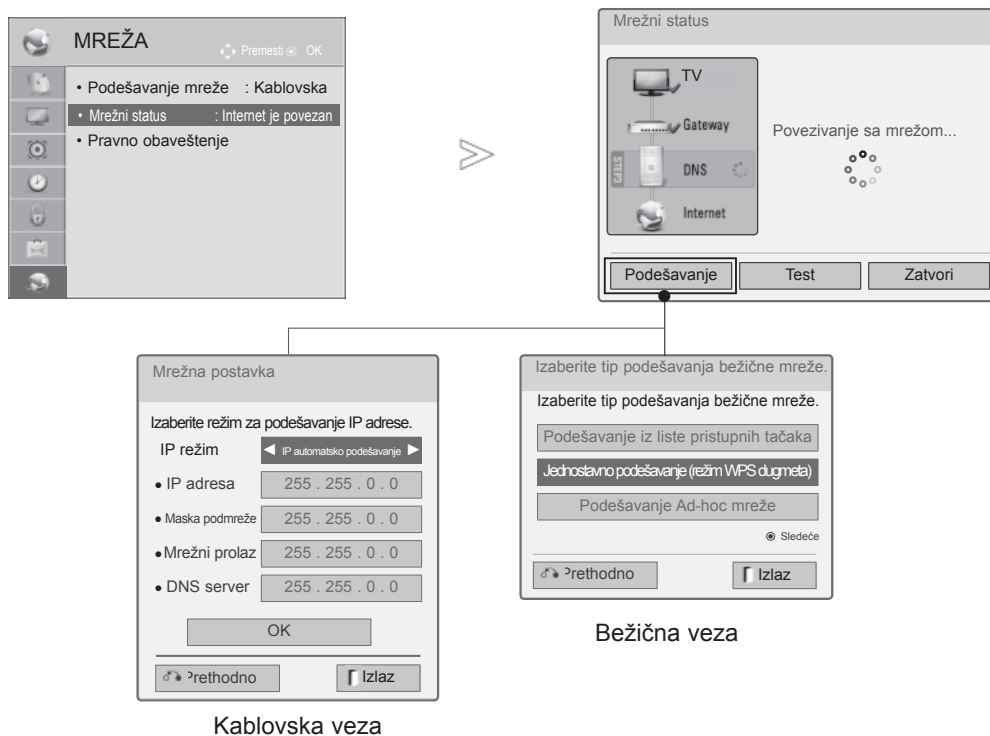 MREŽA
Premesti OK
• Podešavanje mreže : Kablovska
• Mrežni status : Internet je povezan
• Pravno obaveštenje
Mrežni status
TV
Gateway
STEP3
DNS
Internet
Povezivanje sa mrežom...
Podešavanje Test Zatvori
Mrežna postavka
Izaberite režim za podešavanje IP adrese.
IP režim ◀ IP automatsko podešavanje ▶
• IP adresa 255 . 255 . 0 . 0
• Maska podmreže 255 . 255 . 0 . 0
• Mrežni prolaz 255 . 255 . 0 . 0
• DNS server 255 . 255 . 0 . 0
OK
Prethodno Izlaz
Kablovska veza
Izaberite tip podešavanja bežične mreže.
Izaberite tip podešavanja bežične mreže.
Podešavanje iz liste pristupnih tačaka
Jednostavno podešavanje (režim WPS dugmeta)
Podešavanje Ad-hoc mreže
Sledeće
Prethodno Izlaz
Bežična veza